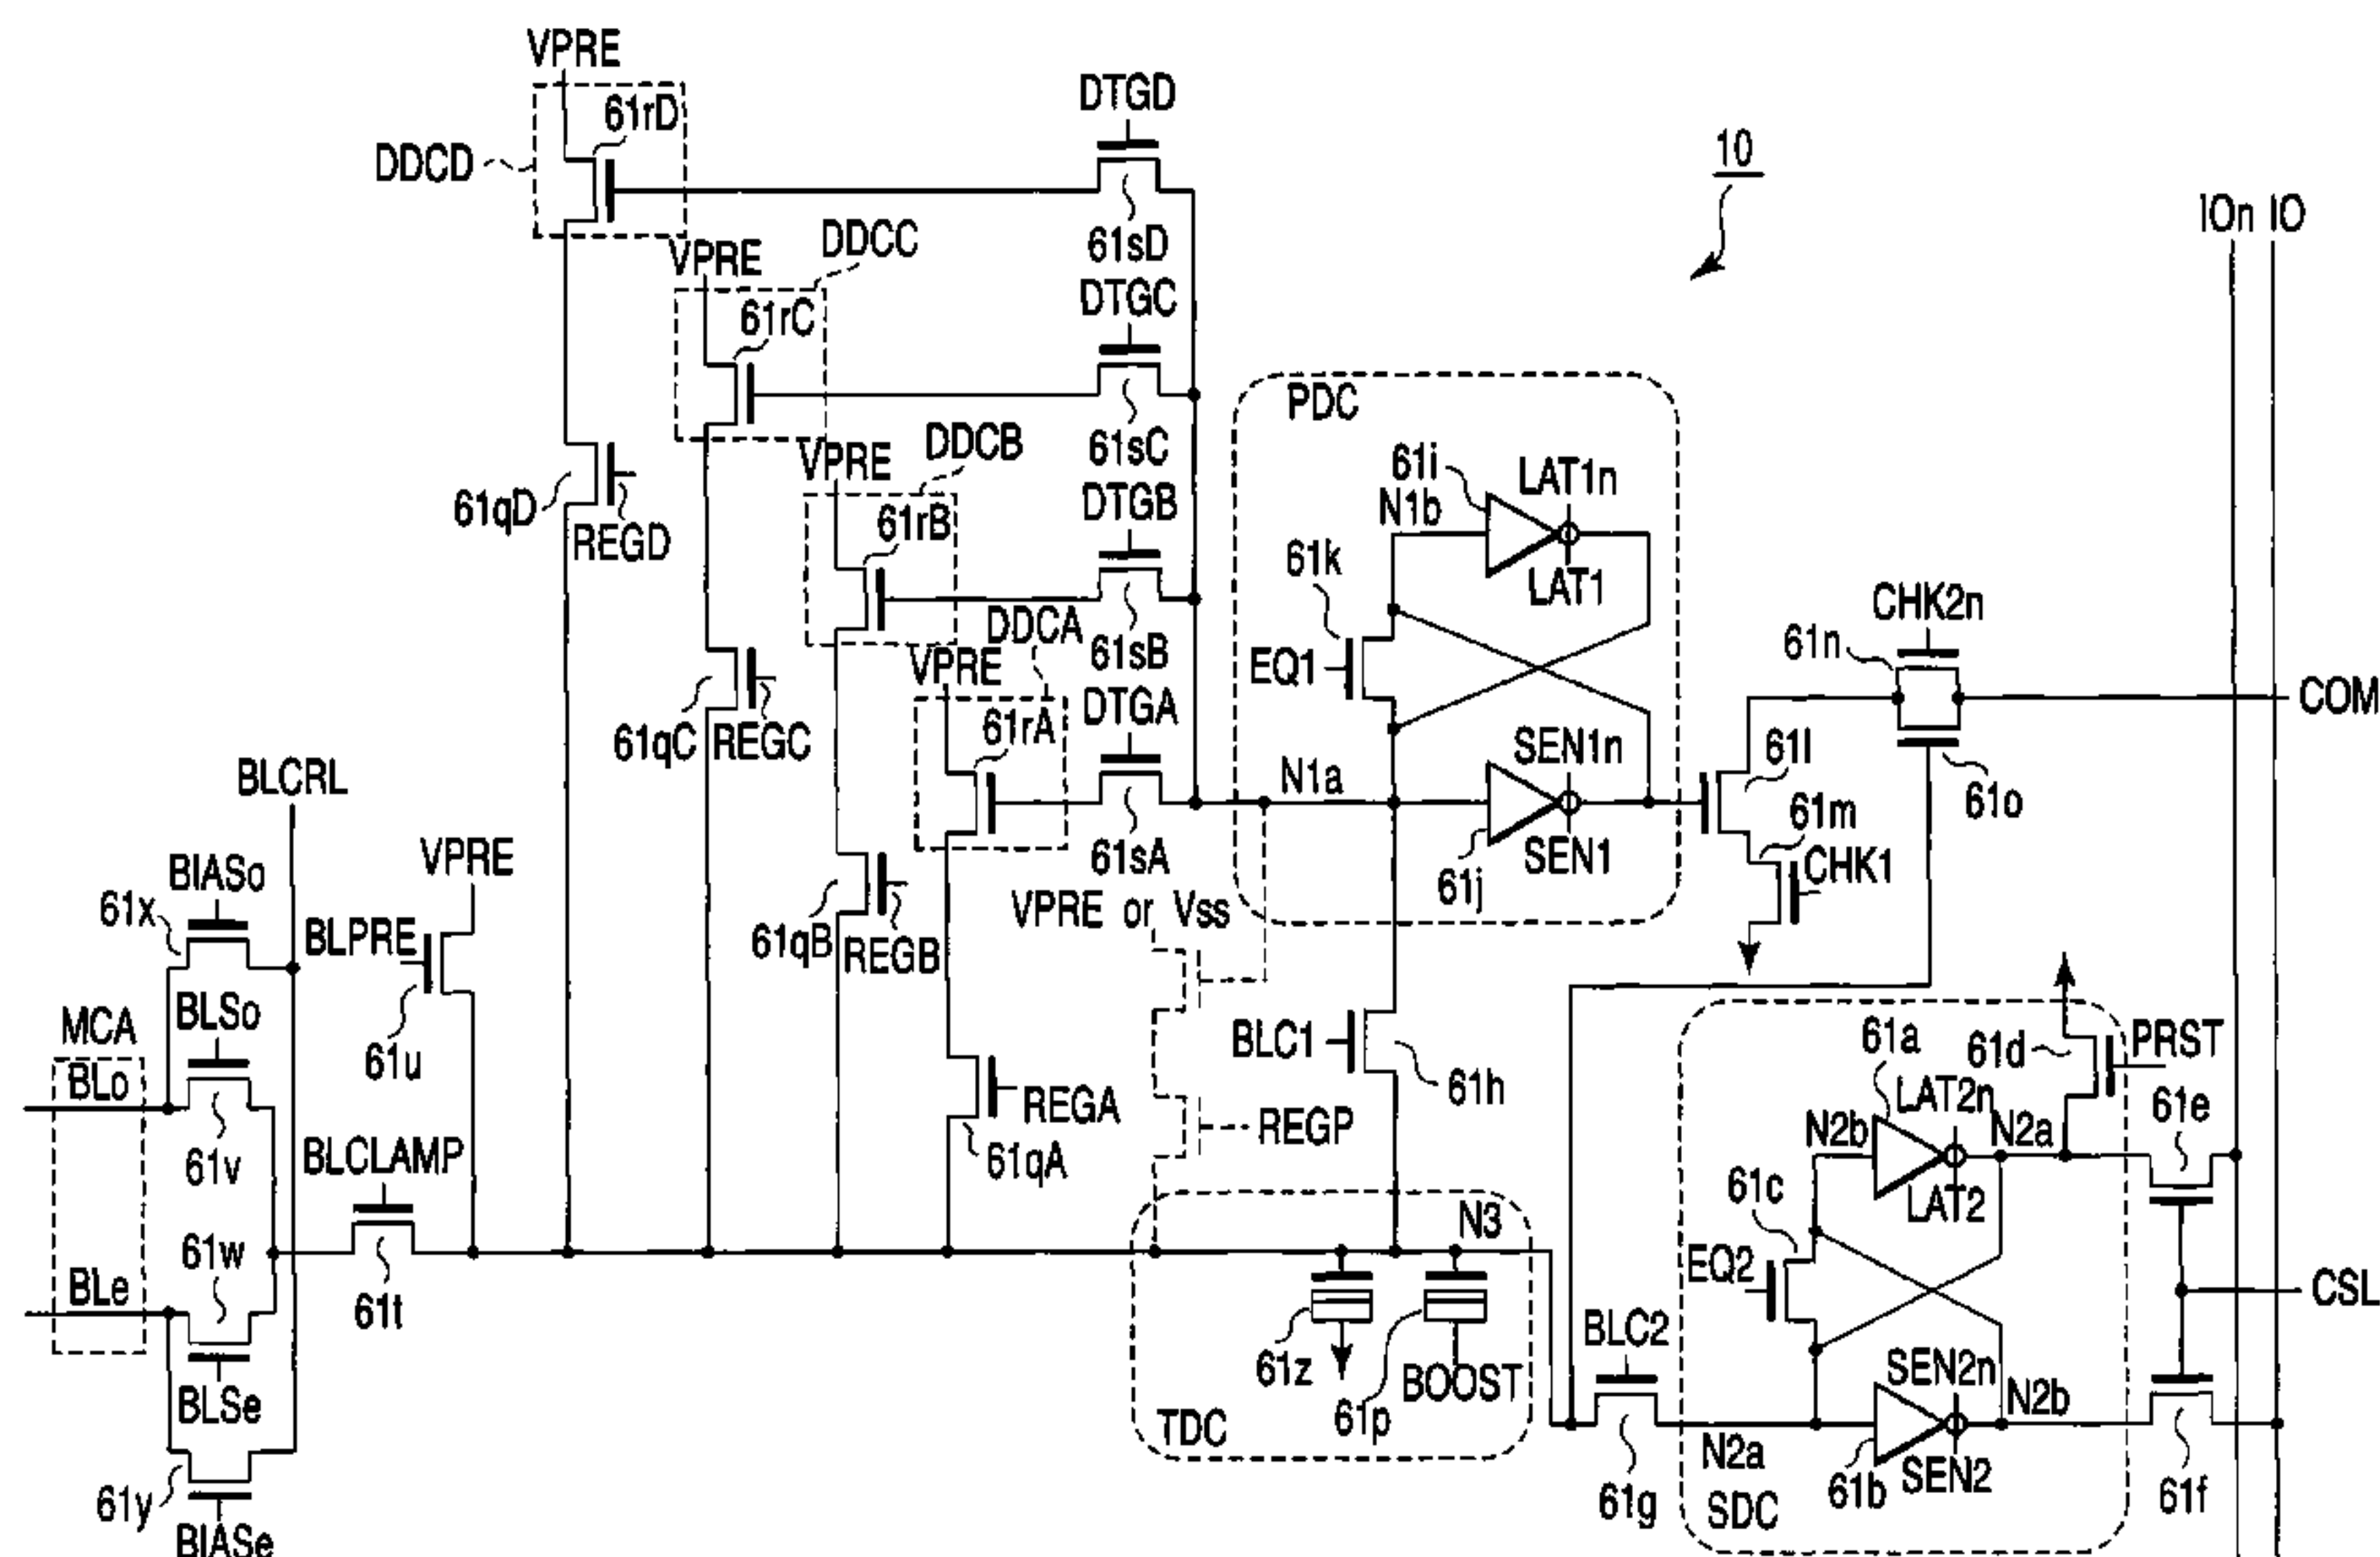 VPRE
61rD
DDCD
DTGD
61sD
10
IOn IO
VPRE
DDCC
61rC
DTGC
61sC
PDC
61qD
REGD
VPRE
DDCB
61rB
DTGB
61sB
61i
N1b
LAT1n
LAT1
61k
EQ1
CHK2n
61n
COM
61qC
REGC
VPRE
DDCA
61rA
DTGA
61sA
N1a
SEN1n
SEN1
61j
61l
61m
CHK1
61o
BLCRL
BIASo
61x
VPRE
BLPRE
61u
61qB
REGB
VPRE or Vss
MCA
BLo
BLSo
61v
BLCLAMP
61t
REGA
61qA
REGP
BLC1
61h
61a
61d
PRST
LAT2n
N2b
N2a
LAT2
61e
61c
EQ2
CSL
61w
BLe
BLSe
61y
BIASe
N3
61z
61p
BOOST
TDC
BLC2
61g
N2a
SEN2n
N2b
SEN2
61b
SDC
61f